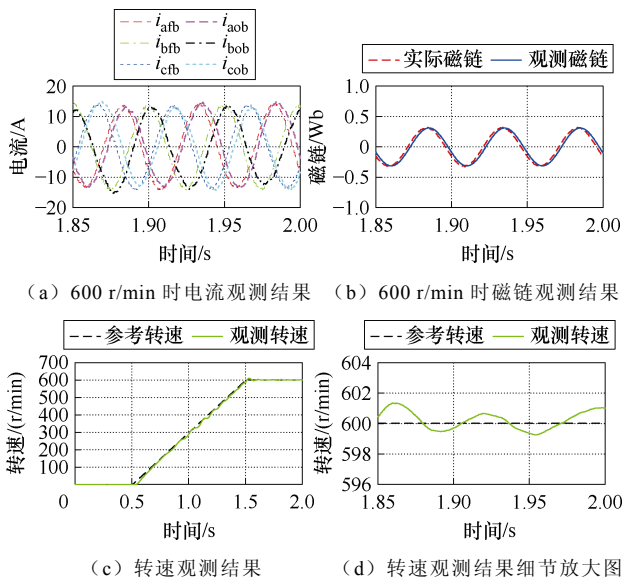 i_afb i_aob
i_bfb i_bob
i_cfb i_cob
实际磁链 观测磁链
20
10
0
−10
−20
电流/A
1.85 1.90 1.95 2.00
时间/s
1.0
0.5
0
−0.5
−1.0
磁链/Wb
1.85 1.90 1.95 2.00
时间/s
（a）600 r/min 时电流观测结果
（b）600 r/min 时磁链观测结果
参考转速 观测转速
700
600
500
400
300
200
100
转速/(r/min)
0 0.5 1.0 1.5 2.0
时间/s
参考转速 观测转速
604
602
600
598
596
转速/(r/min)
1.85 1.90 1.95 2.00
时间/s
（c）转速观测结果
（d）转速观测结果细节放大图